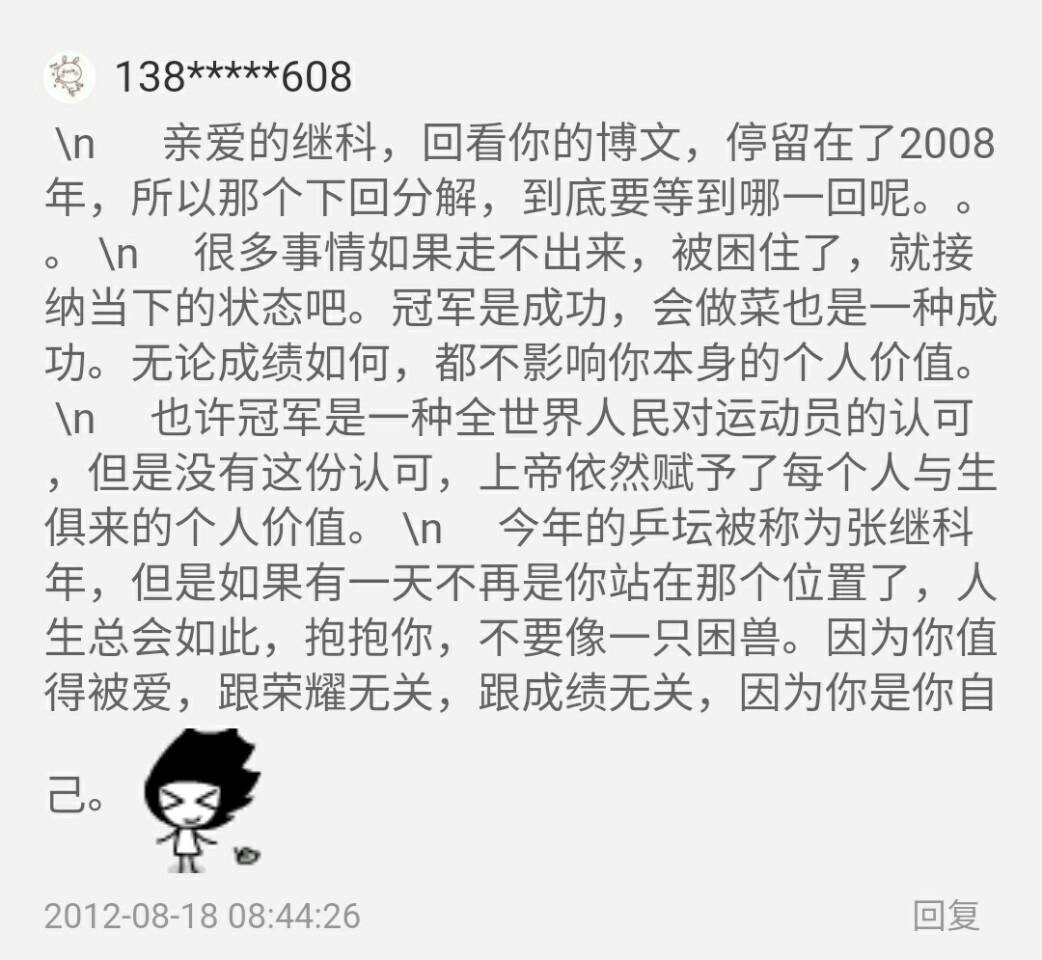 138*****608
\n 亲爱的继科，回看你的博文，停留在了2008
年，所以那个下回分解，到底要等到哪一回呢。。
。 \n 很多事情如果走不出来，被困住了，就接
纳当下的状态吧。冠军是成功，会做菜也是一种成
功。无论成绩如何，都不影响你本身的个人价值。
\n 也许冠军是一种全世界人民对运动员的认可
，但是没有这份认可，上帝依然赋予了每个人与生
俱来的个人价值。 \n 今年的乒坛被称为张继科
年，但是如果有一天不再是你站在那个位置了，人
生总会如此，抱抱你，不要像一只困兽。因为你值
得被爱，跟荣耀无关，跟成绩无关，因为你是你自
己。
2012-08-18 08:44:26 回复